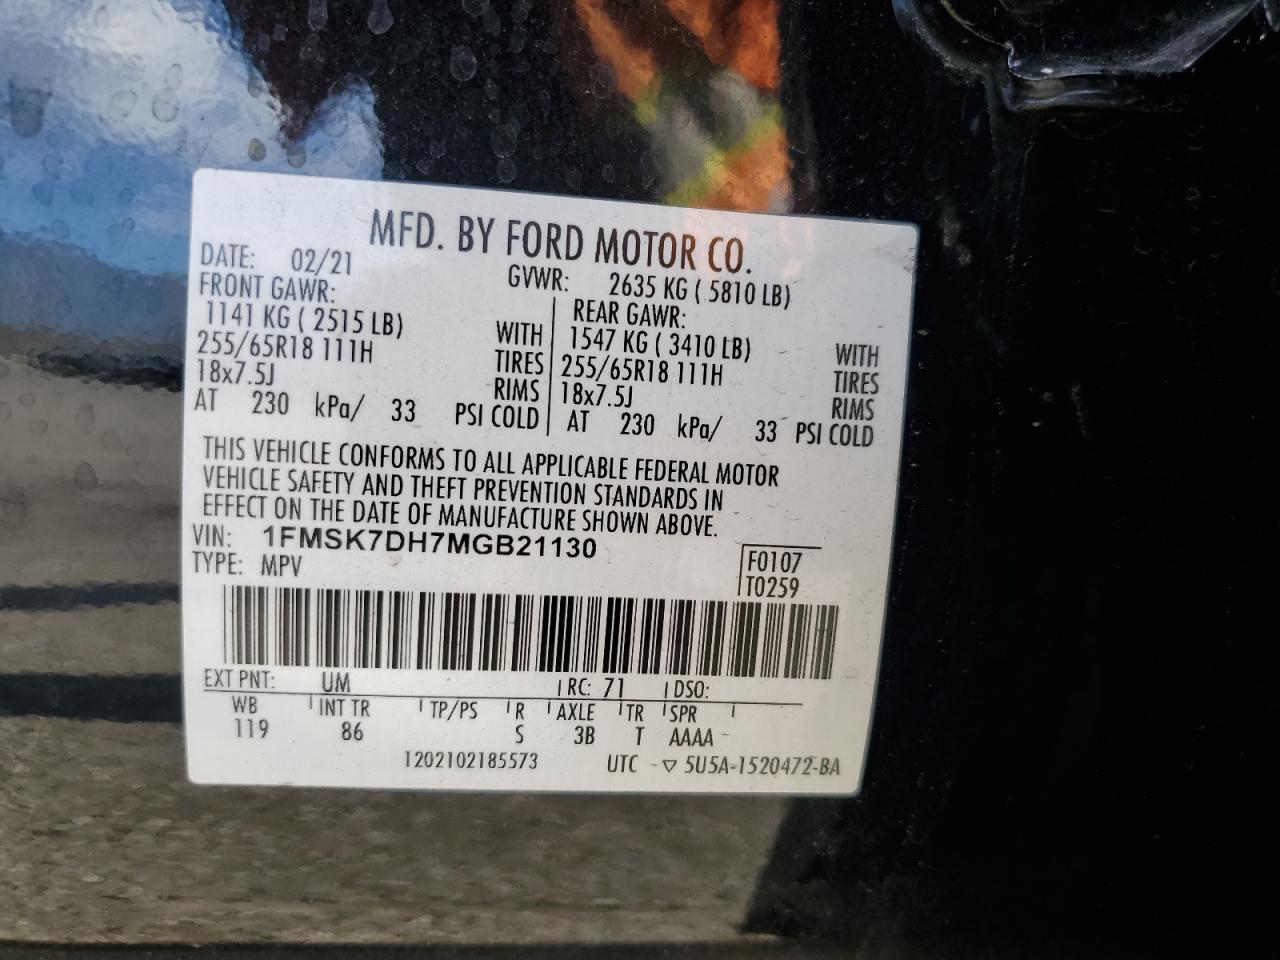 MFD. BY FORD MOTOR CO.
DATE: 02/21 GVWR: 2635 KG ( 5810 LB)
FRONT GAWR: REAR GAWR:
1141 KG ( 2515 LB) WITH 1547 KG ( 3410 LB) WITH
255/65R18 111H TIRES 255/65R18 111H TIRES
18x7.5J RIMS 18x7.5J RIMS
AT 230 kPa/ 33 PSI COLD AT 230 kPa/ 33 PSI COLD
THIS VEHICLE CONFORMS TO ALL APPLICABLE FEDERAL MOTOR
VEHICLE SAFETY AND THEFT PREVENTION STANDARDS IN
EFFECT ON THE DATE OF MANUFACTURE SHOWN ABOVE.
VIN: 1FMSK7DH7MGB21130
TYPE: MPV F0107
T0259
EXT PNT: UM RC: 71 DSO:
WB INT TR TP/PS R AXLE TR SPR
119 86 S 3B T AAAA
1202102185573 UTC -▽ 5U5A-1520472-BA